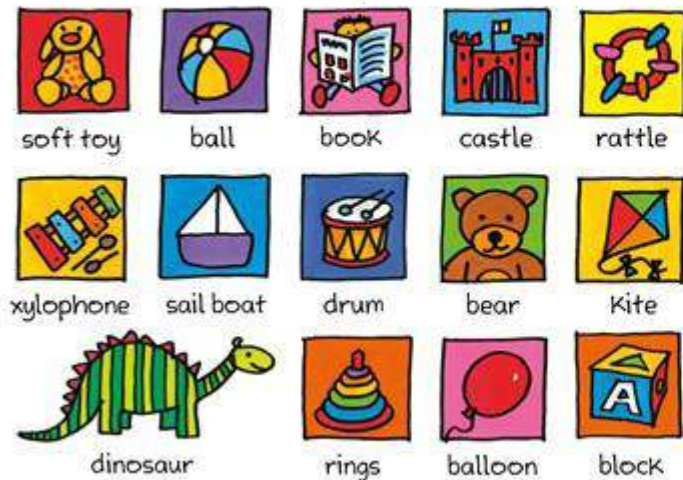 soft toy ball book castle rattle
xylophone sail boat drum bear kite
A
dinosaur rings balloon block